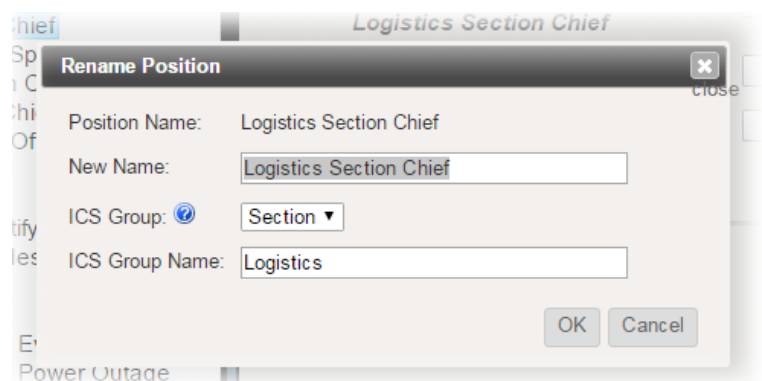 Chief
Logistics Section Chief
Rename Position
close
Position Name: Logistics Section Chief
New Name: Logistics Section Chief
ICS Group: Section
ICS Group Name: Logistics
OK Cancel
Power Outage